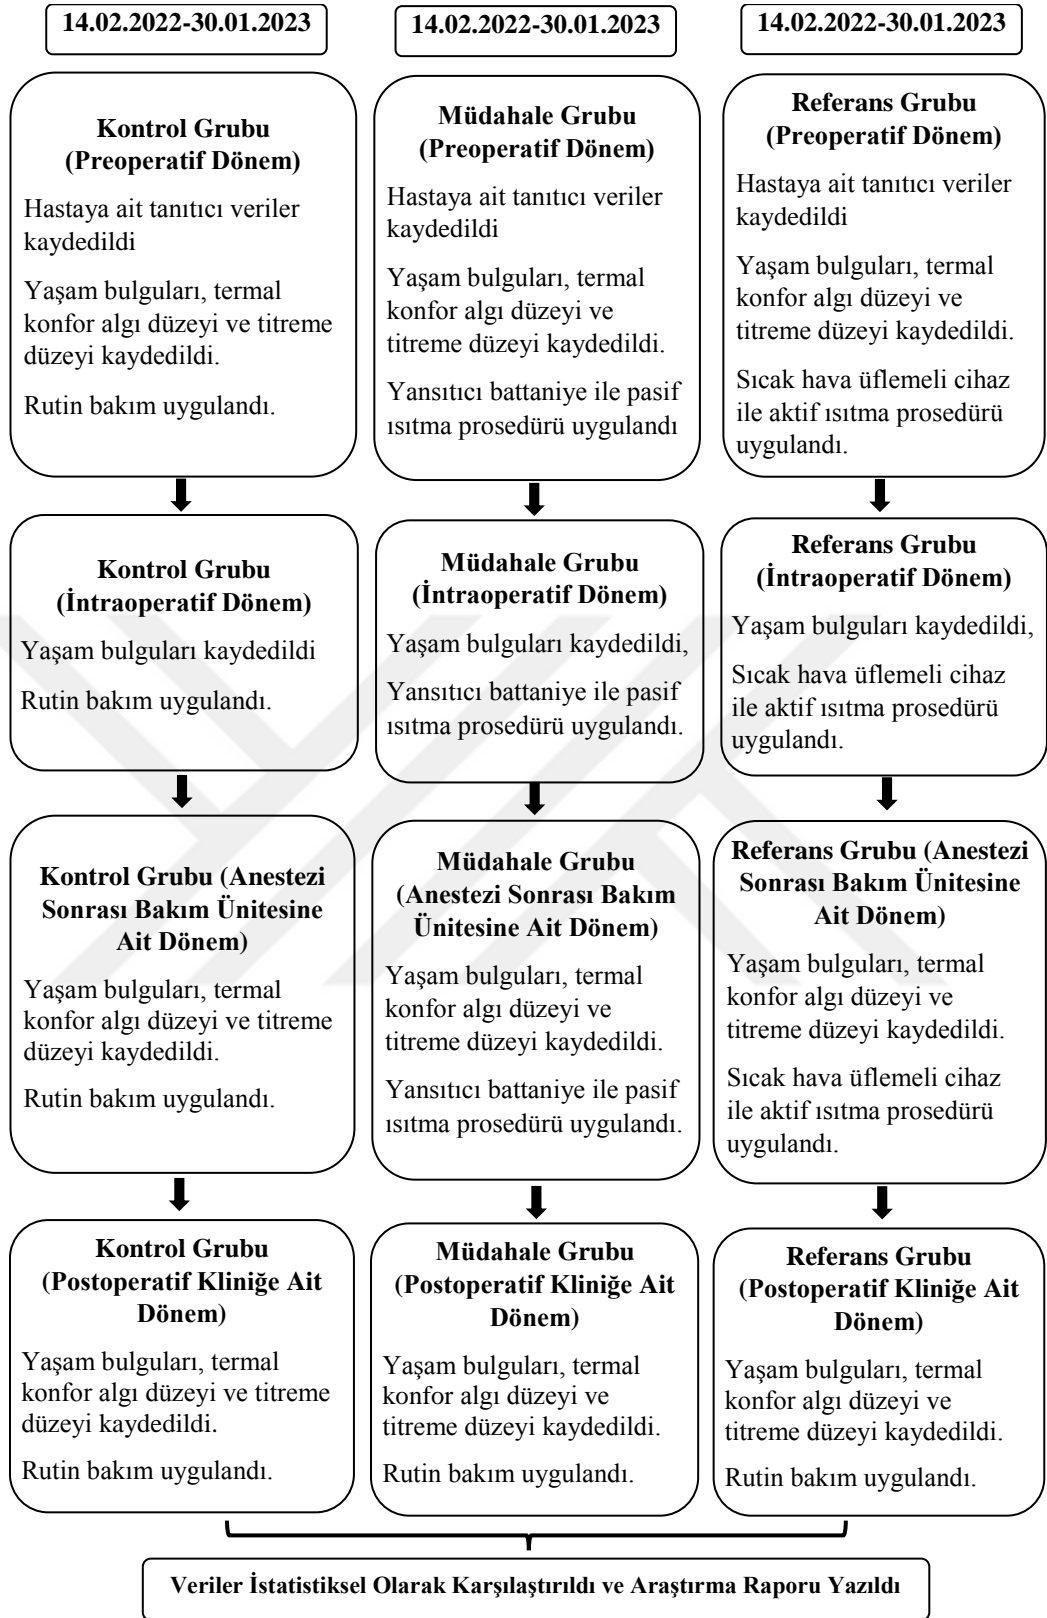 14.02.2022-30.01.2023
14.02.2022-30.01.2023
14.02.2022-30.01.2023
Kontrol Grubu
(Preoperatif Dönem)
Hastaya ait tanıtıcı veriler
kaydedildi
Yaşam bulguları, termal
konfor algı düzeyi ve titreme
düzeyi kaydedildi.
Rutin bakım uygulandı.
Müdahale Grubu
(Preoperatif Dönem)
Hastaya ait tanıtıcı veriler
kaydedildi
Yaşam bulguları, termal
konfor algı düzeyi ve
titreme düzeyi kaydedildi.
Yansıtıcı battaniye ile pasif
ısıtma prosedürü uygulandı
Referans Grubu
(Preoperatif Dönem)
Hastaya ait tanıtıcı veriler
kaydedildi
Yaşam bulguları, termal
konfor algı düzeyi ve
titreme düzeyi kaydedildi.
Sıcak hava üflemeli cihaz
ile aktif ısıtma prosedürü
uygulandı.
Kontrol Grubu
(İntraoperatif Dönem)
Yaşam bulguları kaydedildi
Rutin bakım uygulandı.
Müdahale Grubu
(İntraoperatif Dönem)
Yaşam bulguları kaydedildi,
Yansıtıcı battaniye ile pasif
ısıtma prosedürü uygulandı.
Referans Grubu
(İntraoperatif Dönem)
Yaşam bulguları kaydedildi,
Sıcak hava üflemeli cihaz
ile aktif ısıtma prosedürü
uygulandı.
Kontrol Grubu (Anestezi
Sonrası Bakım Ünitesine
Ait Dönem)
Yaşam bulguları, termal
konfor algı düzeyi ve titreme
düzeyi kaydedildi.
Rutin bakım uygulandı.
Müdahale Grubu
(Anestezi Sonrası Bakım
Ünitesine Ait Dönem)
Yaşam bulguları, termal
konfor algı düzeyi ve
titreme düzeyi kaydedildi.
Yansıtıcı battaniye ile pasif
ısıtma prosedürü uygulandı.
Referans Grubu (Anestezi
Sonrası Bakım Ünitesine
Ait Dönem)
Yaşam bulguları, termal
konfor algı düzeyi ve
titreme düzeyi kaydedildi.
Sıcak hava üflemeli cihaz
ile aktif ısıtma prosedürü
uygulandı.
Kontrol Grubu
(Postoperatif Kliniğe Ait
Dönem)
Yaşam bulguları, termal
konfor algı düzeyi ve titreme
düzeyi kaydedildi.
Rutin bakım uygulandı.
Müdahale Grubu
(Postoperatif Kliniğe Ait
Dönem)
Yaşam bulguları, termal
konfor algı düzeyi ve
titreme düzeyi kaydedildi.
Rutin bakım uygulandı.
Referans Grubu
(Postoperatif Kliniğe Ait
Dönem)
Yaşam bulguları, termal
konfor algı düzeyi ve
titreme düzeyi kaydedildi.
Rutin bakım uygulandı.
Veriler İstatistiksel Olarak Karşılaştırıldı ve Araştırma Raporu Yazıldı